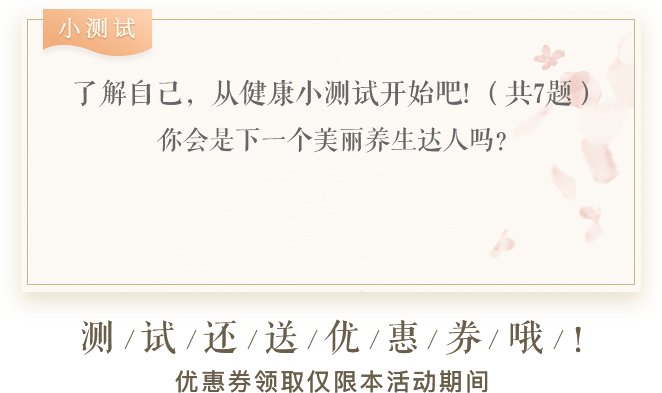 小测试
了解自己，从健康小测试开始吧!（共7题）
你会是下一个美丽养生达人吗?
测/试/还/送/优/惠/券/哦/!
优惠券领取仅限本活动期间